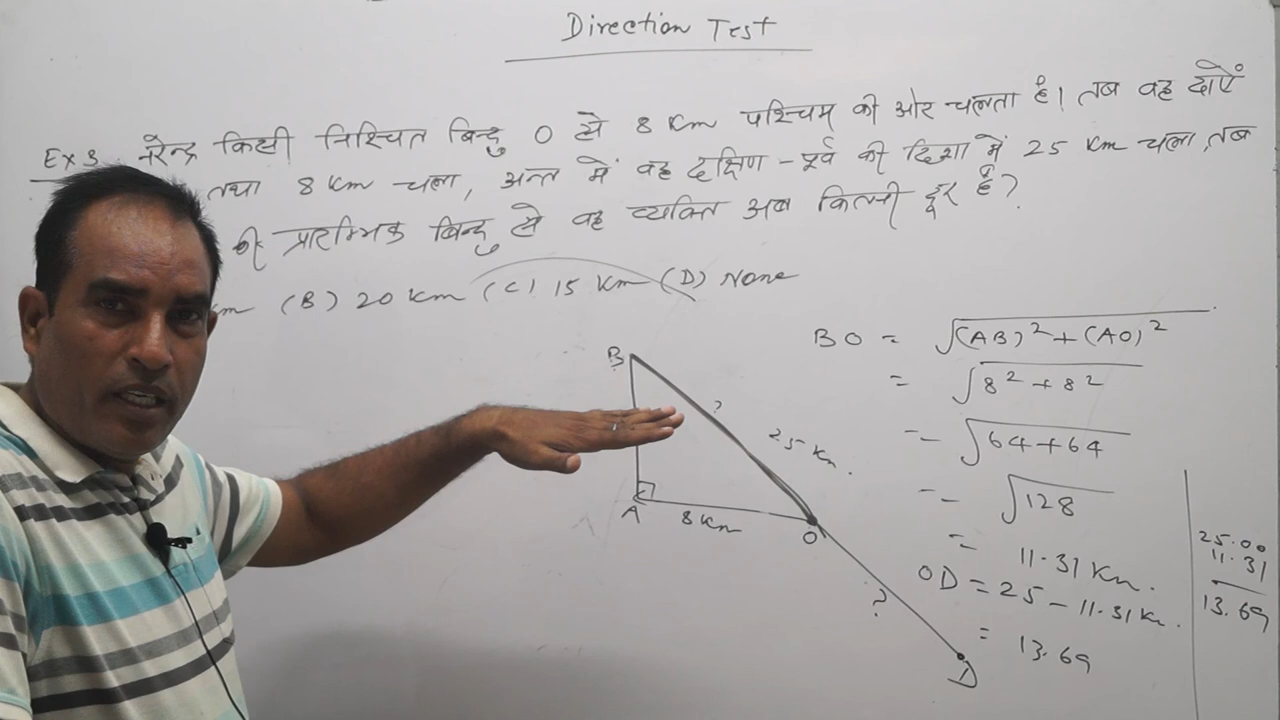 Direction Test
Ex 3. नरेन्द्र किसी निश्चित बिन्दु O से 8 Km पश्चिम की ओर चलता है। तब वह दाएँ
तथा 8 Km चला, अन्त में वह दक्षिण-पूर्व की दिशा में 25 Km चला, तब
की प्रारम्भिक बिन्दु से वह व्यक्ति अब कितनी दूर है?
(B) 20 Km (C) 15 Km (D) None
BO = √(AB)²+(AO)²
= √8²+8²
= √64+64
= √128
= 11.31 Km.
OD = 25 - 11.31 Km.
= 13.69
25.00
11.31
13.69
B
?
25 Km.
A
8 Km
O
?
D